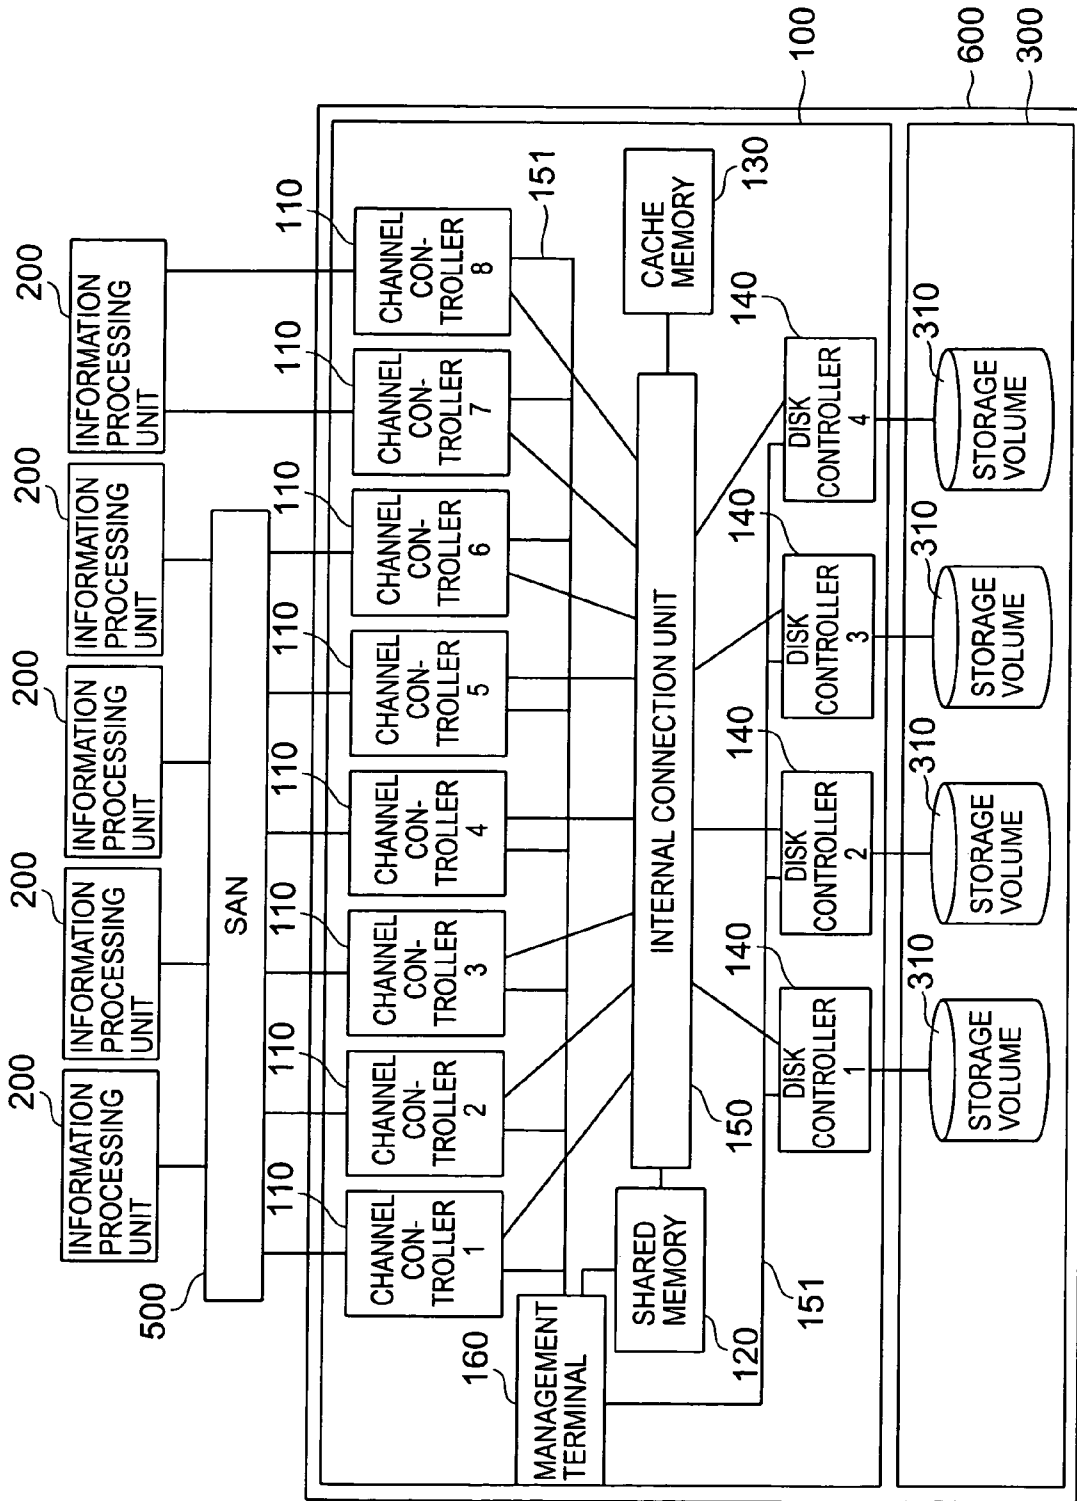 200
200
200
200
200
INFORMATION
PROCESSING
UNIT
INFORMATION
PROCESSING
UNIT
INFORMATION
PROCESSING
UNIT
INFORMATION
PROCESSING
UNIT
INFORMATION
PROCESSING
UNIT
500
SAN
110
110
110
110
110
110
110
110
CHANNEL
CON-
TROLLER
1
CHANNEL
CON-
TROLLER
2
CHANNEL
CON-
TROLLER
3
CHANNEL
CON-
TROLLER
4
CHANNEL
CON-
TROLLER
5
CHANNEL
CON-
TROLLER
6
CHANNEL
CON-
TROLLER
7
CHANNEL
CON-
TROLLER
8
151
160
MANAGEMENT
TERMINAL
SHARED
MEMORY
120
INTERNAL CONNECTION UNIT
150
CACHE
MEMORY
130
151
140
140
140
140
DISK
CONTROLLER
1
DISK
CONTROLLER
2
DISK
CONTROLLER
3
DISK
CONTROLLER
4
100
600
300
310
310
310
310
STORAGE
VOLUME
STORAGE
VOLUME
STORAGE
VOLUME
STORAGE
VOLUME